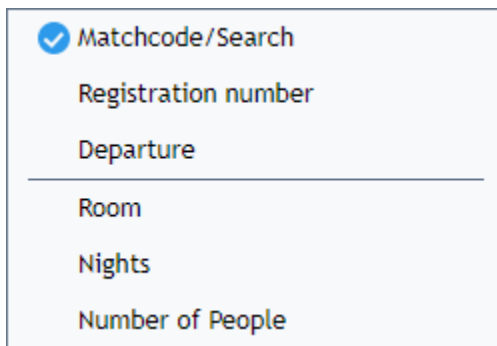 Matchcode/Search
Registration number
Departure
Room
Nights
Number of People